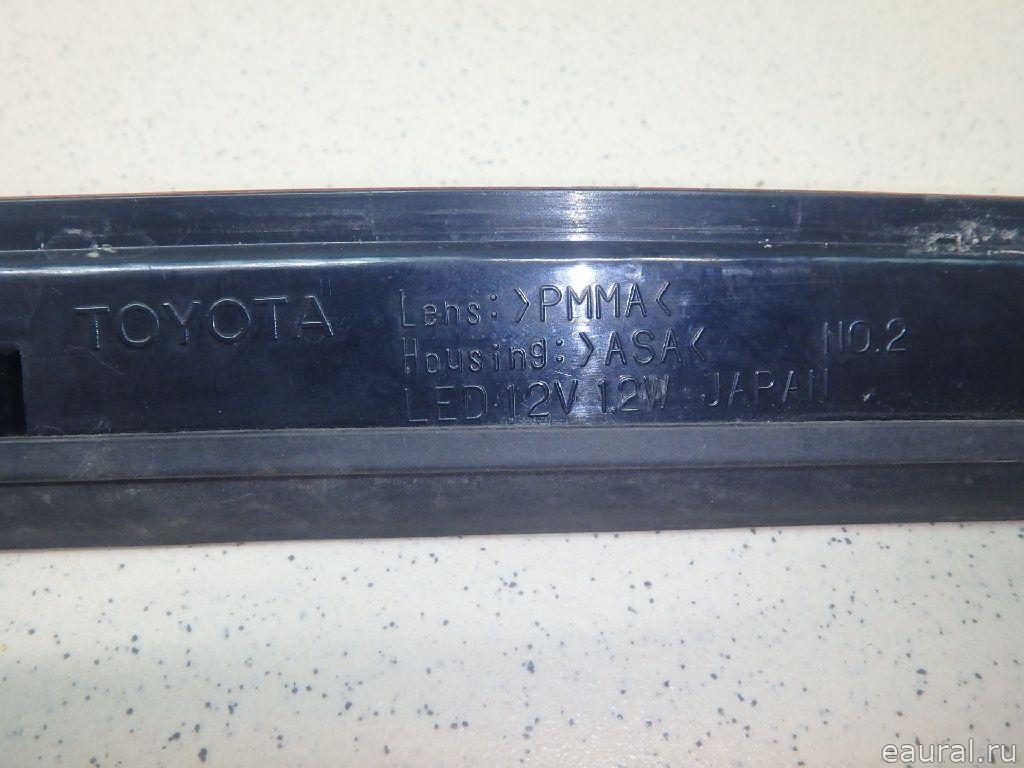 TOYOTA
Lens: >PMMA<
Housing: >ASA<
LED 12V 1.2W JAPAN
NO.2
eaural.ru